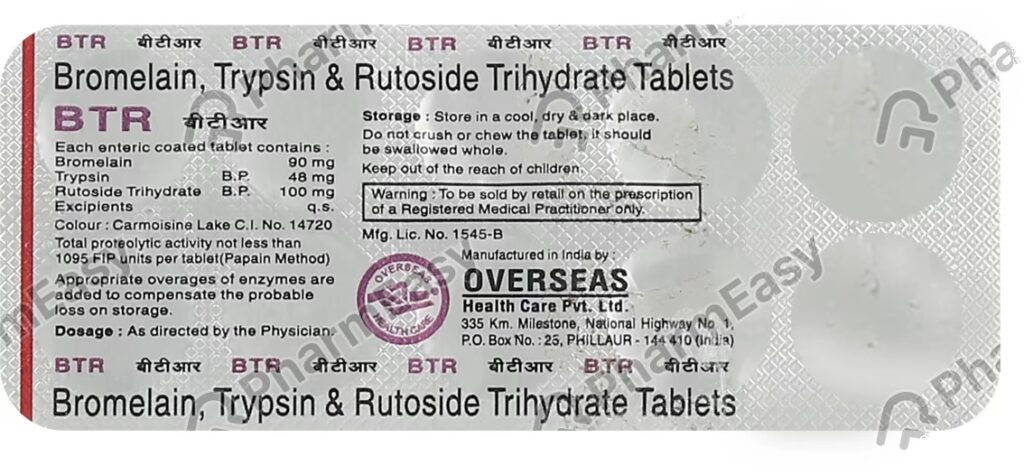 BTR बीटीआर BTR बीटीआर BTR बीटीआर BTR बीटीआर
Bromelain, Trypsin & Rutoside Trihydrate Tablets
BTR बीटीआर
Each enteric coated tablet contains :
Bromelain 90 mg
Trypsin B.P. 48 mg
Rutoside Trihydrate B.P. 100 mg
Excipients q.s.
Colour : Carmoisine Lake C.I. No. 14720
Total proteolytic activity not less than
1095 FIP units per tablet(Papain Method)
Appropriate overages of enzymes are
added to compensate the probable
loss on storage.
Dosage : As directed by the Physician.
Storage : Store in a cool, dry & dark place.
Do not crush or chew the tablet, it should
be swallowed whole.
Keep out of the reach of children.
Warning : To be sold by retail on the prescription
of a Registered Medical Practitioner only.
Mfg. Lic. No. 1545-B
OVERSEAS
HEALTH CARE
Manufactured in India by :
OVERSEAS
Health Care Pvt. Ltd.
335 Km. Milestone, National Highway No. 1,
P.O. Box No. : 25, PHILLAUR - 144 410 (India)
BTR बीटीआर BTR बीटीआर BTR बीटीआर BTR बीटीआर
Bromelain, Trypsin & Rutoside Trihydrate Tablets
PharmEasy